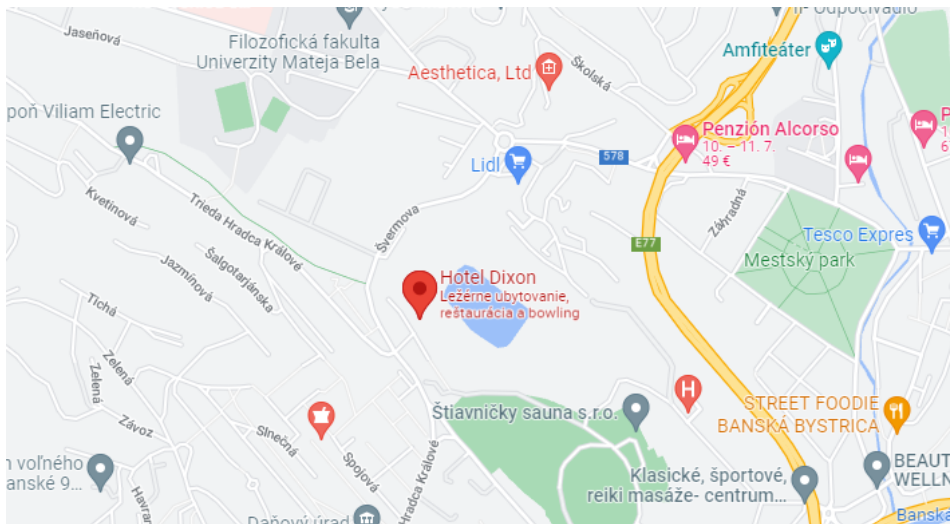 n- Odpočívadlo
Jaseňová
Filozofická fakulta
Univerzity Mateja Bela
Amfiteáter
Aesthetica, Ltd
Školská
poň Viliam Electric
Penzión Alcorso
10. – 11. 7.
49 €
578
Lidl
Kvetinová
Trieda Hradca Králové
Švermova
Záhradná
Tesco Expres
E77
Mestský park
Šalgotarjánska
Jazmínová
Hotel Dixon
Ležérne ubytovanie,
reštaurácia a bowling
Tichá
Zelená
Zelená
Závoz
Slnečná
Štiavničky sauna s.r.o.
H
STREET FOODIE
BANSKÁ BYSTRICA
Hradca Králové
Spojová
m voľného
anské 9...
Havran
Klasické, športové,
reiki masáže- centrum...
BEAUT
WELLN
Daňový úrad
Banská